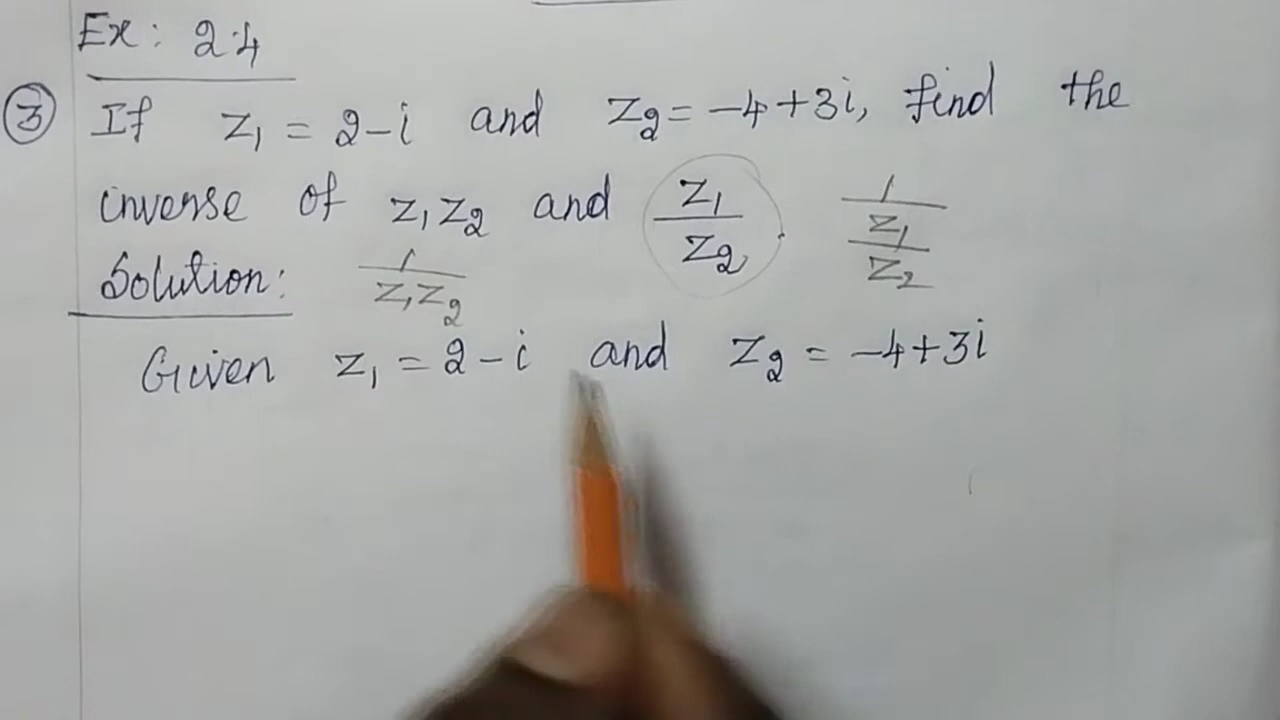 Ex: 2.4
③ If z₁ = 2-i and z₂ = -4+3i, find the
inverse of z₁z₂ and z₁/z₂. 1/(z₁/z₂)
Solution: 1/(z₁z₂)
Given z₁ = 2-i and z₂ = -4+3i